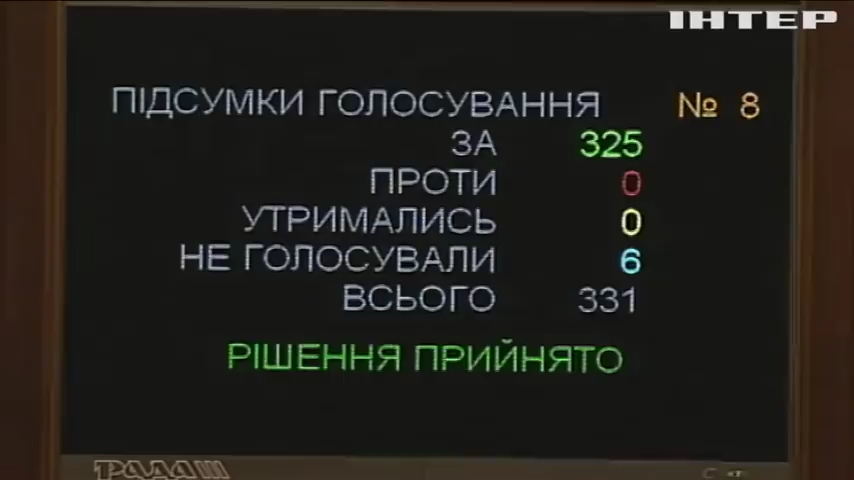 ІНТЕР
ПІДСУМКИ ГОЛОСУВАННЯ № 8
ЗА 325
ПРОТИ 0
УТРИМАЛИСЬ 0
НЕ ГОЛОСУВАЛИ 6
ВСЬОГО 331
РІШЕННЯ ПРИЙНЯТО
РАДА III